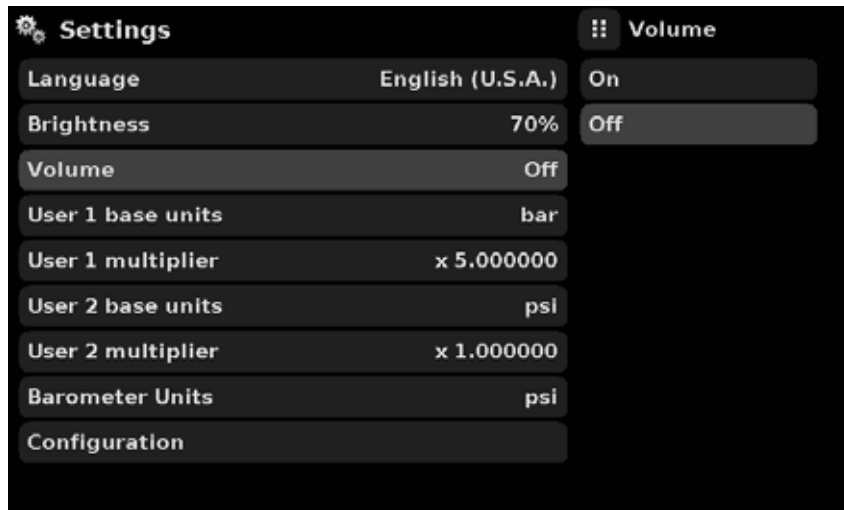 Settings
Language English (U.S.A.)
Brightness 70%
Volume Off
User 1 base units bar
User 1 multiplier x 5.000000
User 2 base units psi
User 2 multiplier x 1.000000
Barometer Units psi
Configuration
Volume
On
Off